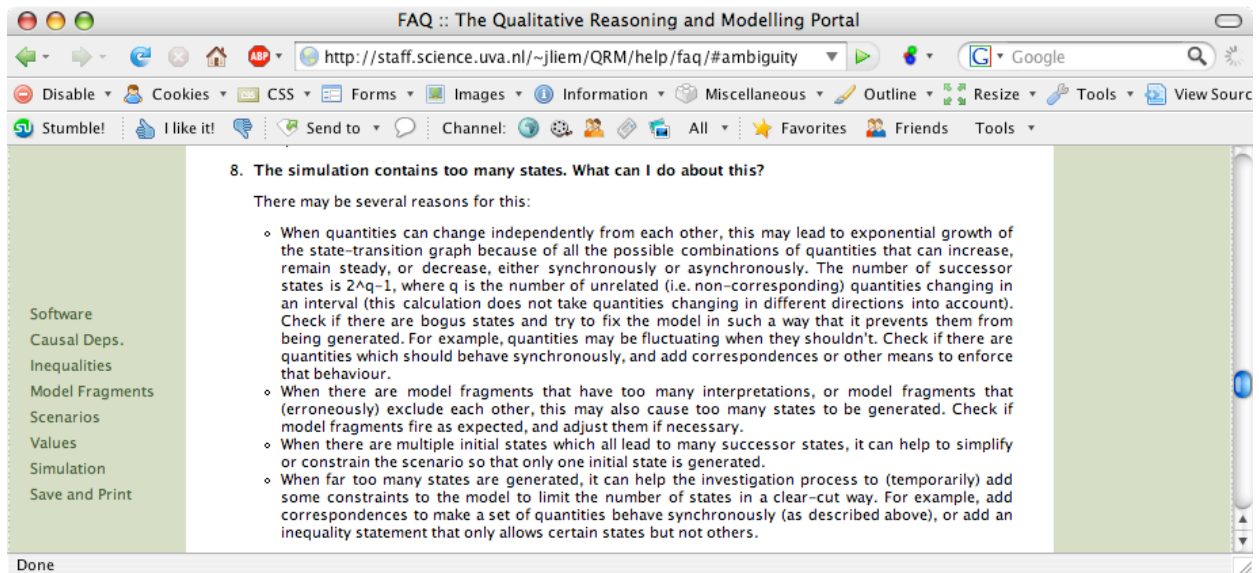 FAQ :: The Qualitative Reasoning and Modelling Portal
ABP http://staff.science.uva.nl/~jliem/QRM/help/faq/#ambiguity G Google
Disable Cookies CSS Forms Images Information Miscellaneous Outline Resize Tools View Sourc
Stumble! I like it! Send to Channel: All Favorites Friends Tools
8. The simulation contains too many states. What can I do about this?
There may be several reasons for this:
When quantities can change independently from each other, this may lead to exponential growth of
the state-transition graph because of all the possible combinations of quantities that can increase,
remain steady, or decrease, either synchronously or asynchronously. The number of successor
states is 2^q-1, where q is the number of unrelated (i.e. non-corresponding) quantities changing in
an interval (this calculation does not take quantities changing in different directions into account).
Check if there are bogus states and try to fix the model in such a way that it prevents them from
being generated. For example, quantities may be fluctuating when they shouldn't. Check if there are
quantities which should behave synchronously, and add correspondences or other means to enforce
that behaviour.
When there are model fragments that have too many interpretations, or model fragments that
(erroneously) exclude each other, this may also cause too many states to be generated. Check if
model fragments fire as expected, and adjust them if necessary.
When there are multiple initial states which all lead to many successor states, it can help to simplify
or constrain the scenario so that only one initial state is generated.
When far too many states are generated, it can help the investigation process to (temporarily) add
some constraints to the model to limit the number of states in a clear-cut way. For example, add
correspondences to make a set of quantities behave synchronously (as described above), or add an
inequality statement that only allows certain states but not others.
Software
Causal Deps.
Inequalities
Model Fragments
Scenarios
Values
Simulation
Save and Print
Done